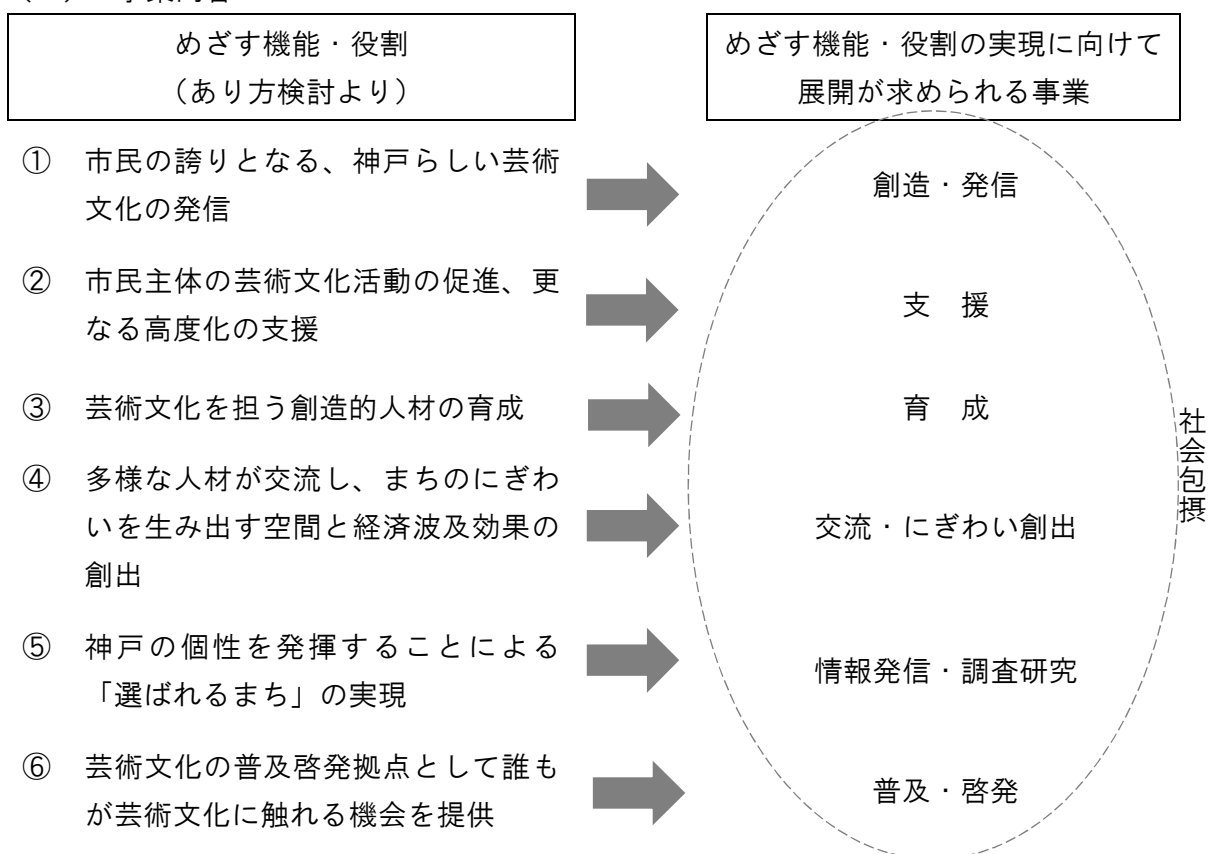 めざす機能・役割
(あり方検討より)
めざす機能・役割の実現に向けて
展開が求められる事業
① 市民の誇りとなる、神戸らしい芸術
文化の発信
創造・発信
② 市民主体の芸術文化活動の促進、更
なる高度化の支援
支 援
③ 芸術文化を担う創造的人材の育成
育 成
④ 多様な人材が交流し、まちのにぎわ
いを生み出す空間と経済波及効果の
創出
交流・にぎわい創出
⑤ 神戸の個性を発揮することによる
「選ばれるまち」の実現
情報発信・調査研究
⑥ 芸術文化の普及啓発拠点として誰も
が芸術文化に触れる機会を提供
普及・啓発
社会包摂